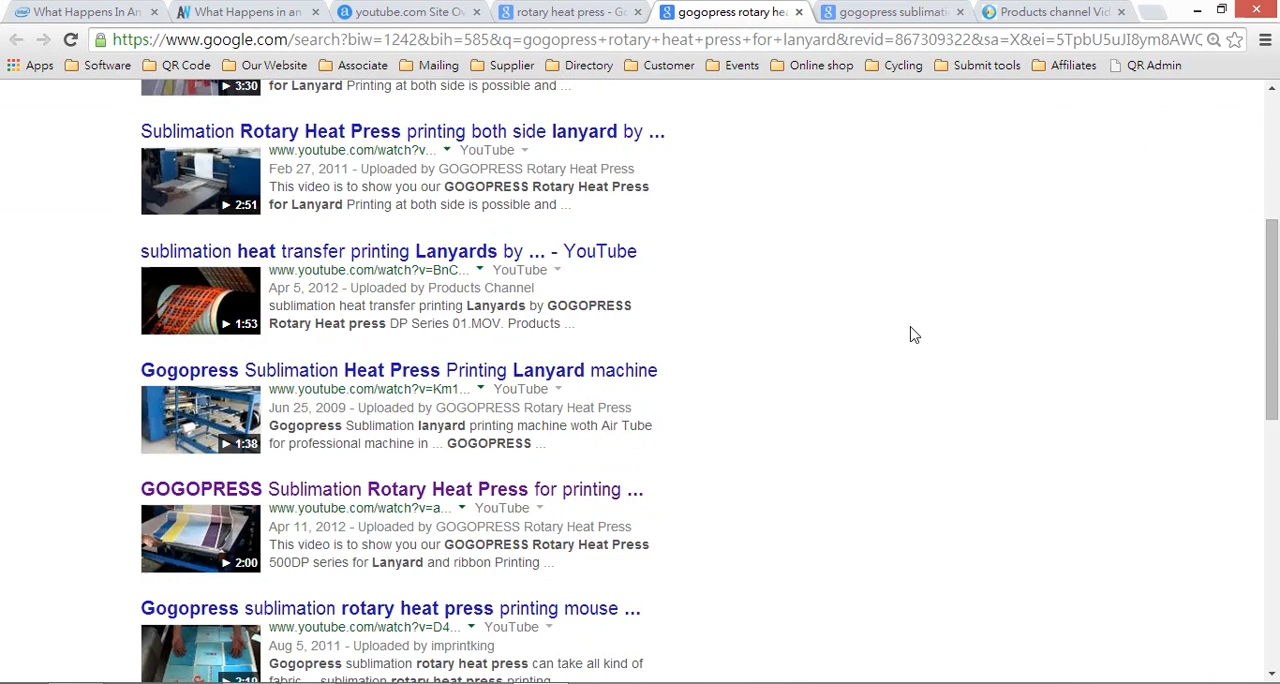 What Happens In An
What Happens in an
youtube.com Site Ov
rotary heat press - Go
gogopress rotary he
gogopress sublimati
Products channel Vid
https://www.google.com/search?biw=1242&bih=585&q=gogopress+rotary+heat+press+for+lanyard&revid=867309322&sa=X&ei=5TpbU5uJI8ym8AWC
Apps Software QR Code Our Website Associate Mailing Supplier Directory Customer Events Online shop Cycling Submit tools Affiliates QR Admin
3:30 for Lanyard Printing at both side is possible and ...
Sublimation Rotary Heat Press printing both side lanyard by ...
www.youtube.com/watch?v... YouTube
Feb 27, 2011 - Uploaded by GOGOPRESS Rotary Heat Press
This video is to show you our GOGOPRESS Rotary Heat Press
2:51 for Lanyard Printing at both side is possible and ...
sublimation heat transfer printing Lanyards by ... - YouTube
www.youtube.com/watch?v=BnC... YouTube
Apr 5, 2012 - Uploaded by Products Channel
sublimation heat transfer printing Lanyards by GOGOPRESS
1:53 Rotary Heat press DP Series 01.MOV. Products ...
Gogopress Sublimation Heat Press Printing Lanyard machine
www.youtube.com/watch?v=Km1... YouTube
Jun 25, 2009 - Uploaded by GOGOPRESS Rotary Heat Press
Gogopress Sublimation lanyard printing machine woth Air Tube
1:38 for professional machine in ... GOGOPRESS ...
GOGOPRESS Sublimation Rotary Heat Press for printing ...
www.youtube.com/watch?v=a... YouTube
Apr 11, 2012 - Uploaded by GOGOPRESS Rotary Heat Press
This video is to show you our GOGOPRESS Rotary Heat Press
2:00 500DP series for Lanyard and ribbon Printing ...
Gogopress sublimation rotary heat press printing mouse ...
www.youtube.com/watch?v=D4... YouTube
Aug 5, 2011 - Uploaded by imprintking
Gogopress sublimation rotary heat press can take all kind of
fabric.... sublimation rotary heat press printing